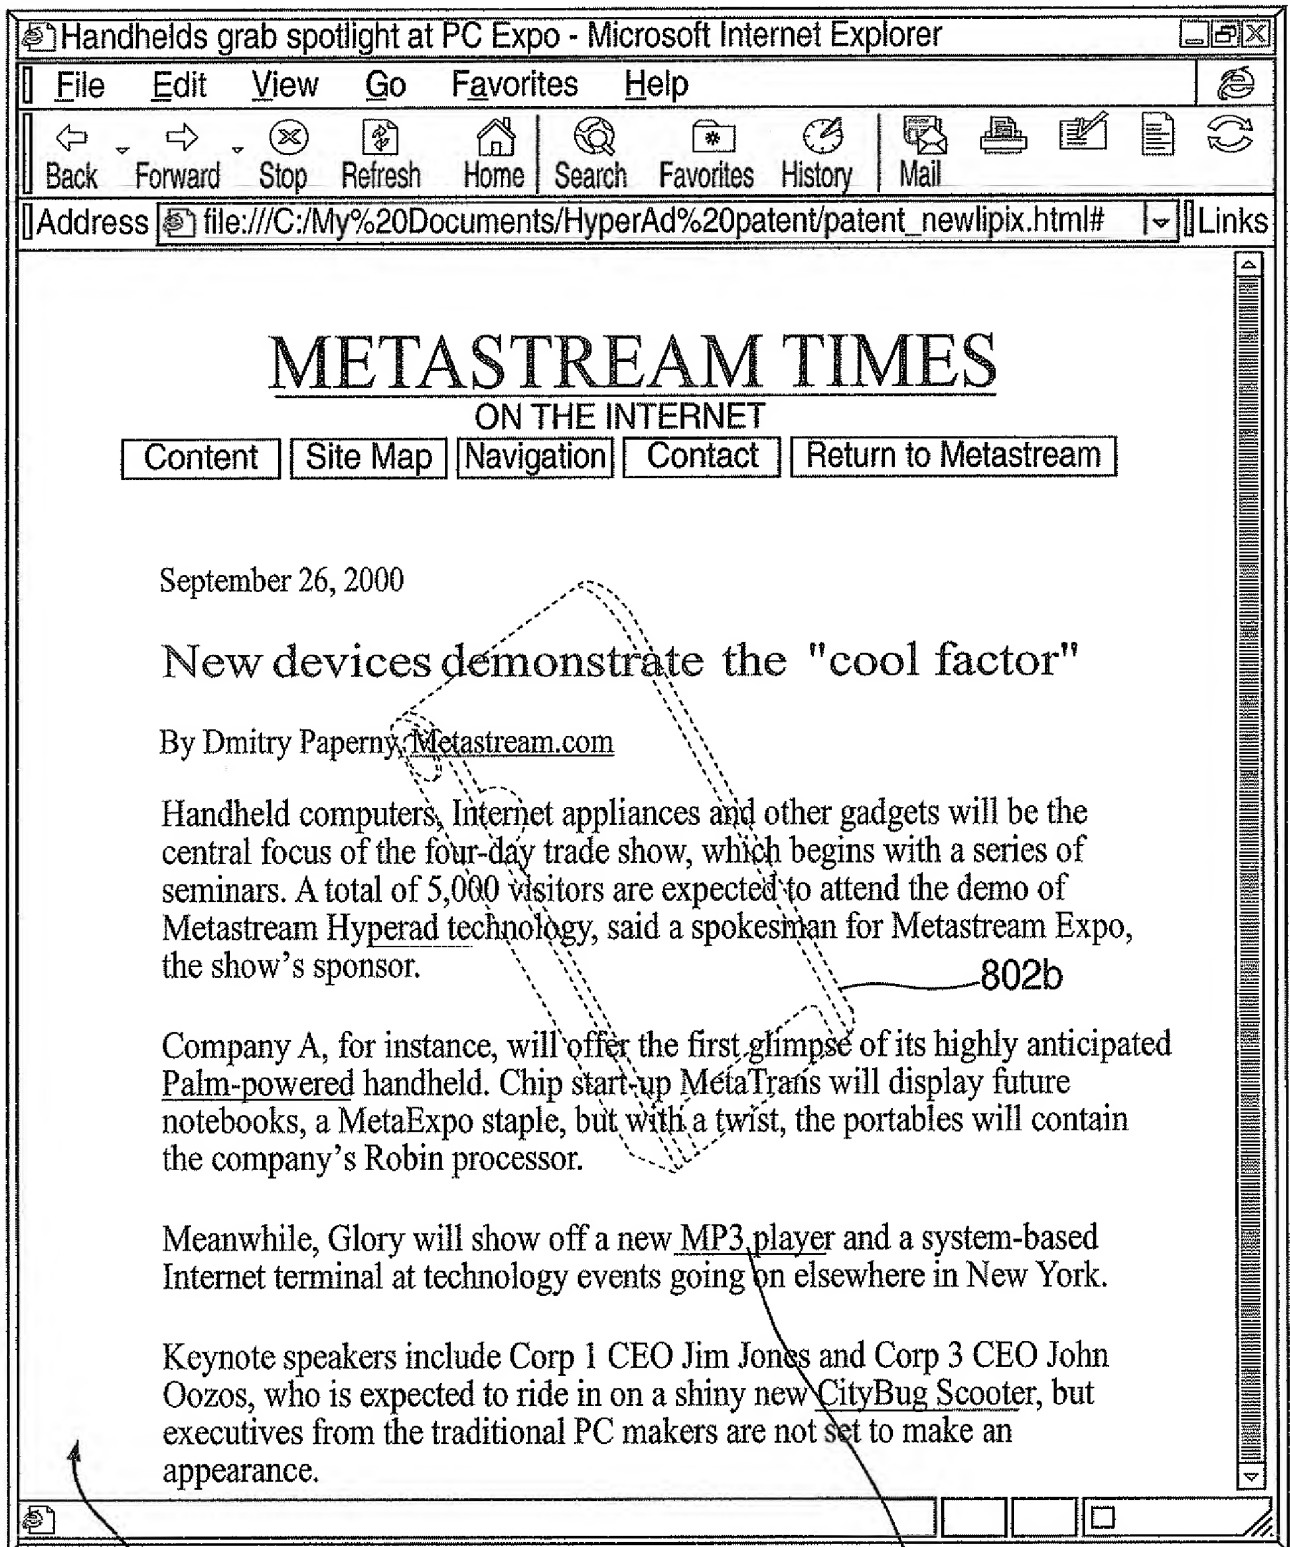 Handhelds grab spotlight at PC Expo - Microsoft Internet Explorer
File Edit View Go Favorites Help
Back Forward Stop Refresh Home Search Favorites History Mail
Address file:///C:/My%20Documents/HyperAd%20patent/patent_newlipix.html# Links
METASTREAM TIMES
ON THE INTERNET
Content Site Map Navigation Contact Return to Metastream
September 26, 2000
New devices demonstrate the "cool factor"
By Dmitry Paperny, Metastream.com
Handheld computers, Internet appliances and other gadgets will be the
central focus of the four-day trade show, which begins with a series of
seminars. A total of 5,000 visitors are expected to attend the demo of
Metastream Hyperad technology, said a spokesman for Metastream Expo,
the show's sponsor.
802b
Company A, for instance, will offer the first glimpse of its highly anticipated
Palm-powered handheld. Chip start-up MetaTrans will display future
notebooks, a MetaExpo staple, but with a twist, the portables will contain
the company's Robin processor.
Meanwhile, Glory will show off a new MP3 player and a system-based
Internet terminal at technology events going on elsewhere in New York.
Keynote speakers include Corp 1 CEO Jim Jones and Corp 3 CEO John
Oozos, who is expected to ride in on a shiny new CityBug Scooter, but
executives from the traditional PC makers are not set to make an
appearance.